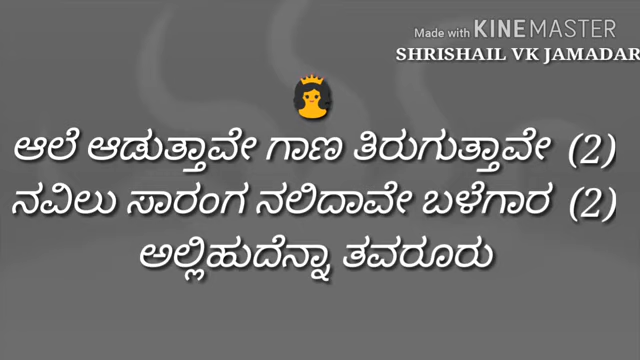 Made with KINEMASTER
SHRISHAIL VK JAMADAR
ಆಲೆ ಆಡುತ್ತಾವೇ ಗಾಣ ತಿರುಗುತ್ತಾವೇ (2)
ನವಿಲು ಸಾರಂಗ ನಲಿದಾವೇ ಬಳೆಗಾರ (2)
ಅಲ್ಲಿಹುದೆನ್ನಾ ತವರೂರು